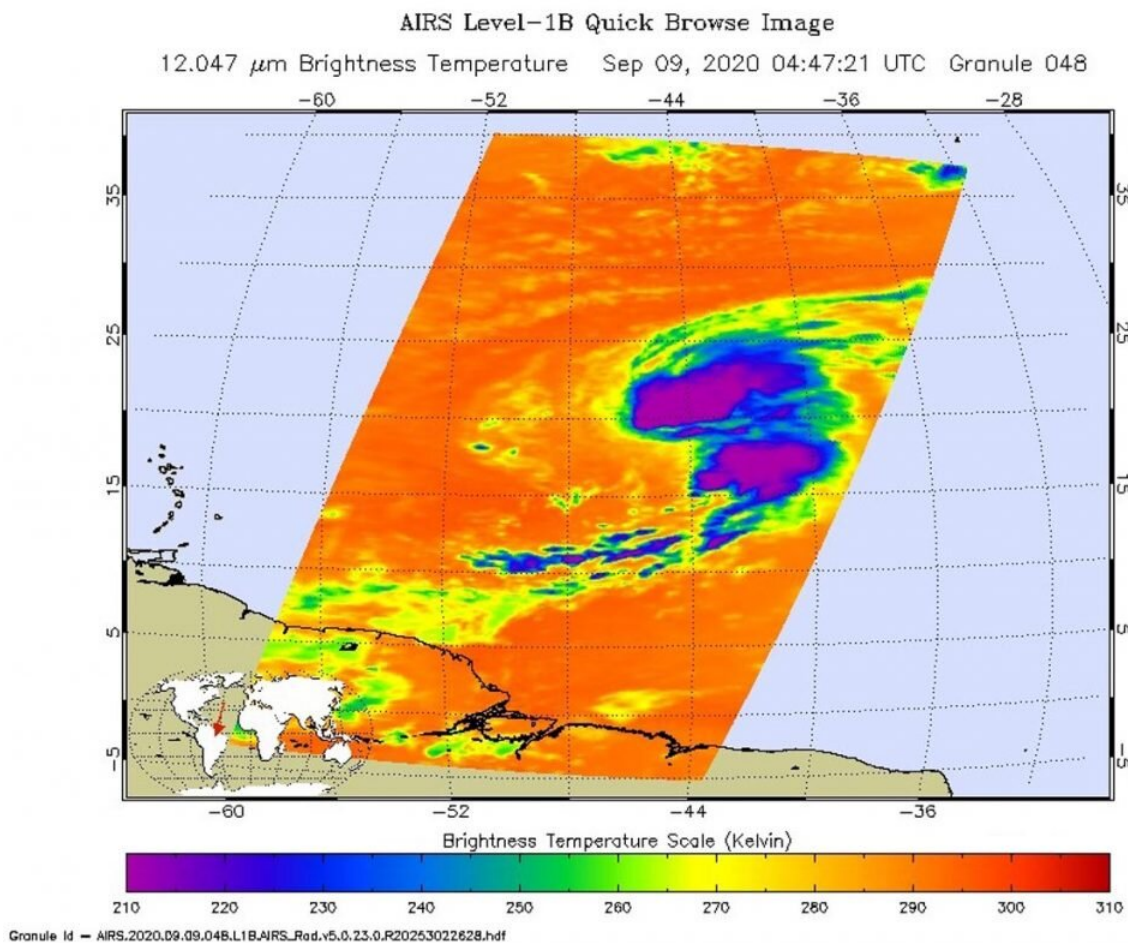 AIRS Level-1B Quick Browse Image
12.047 μm Brightness Temperature Sep 09, 2020 04:47:21 UTC Granule 048
-60 -52 -44 -36 -28
35 35
25 25
15 15
5 5
-5 -5
-60 -52 -44 -36
Brightness Temperature Scale (Kelvin)
210 220 230 240 250 260 270 280 290 300 310
Granule Id - AIRS.2020.09.09.048.L1B.AIRS_Rad.v5.0.23.0.R20253022628.hdf